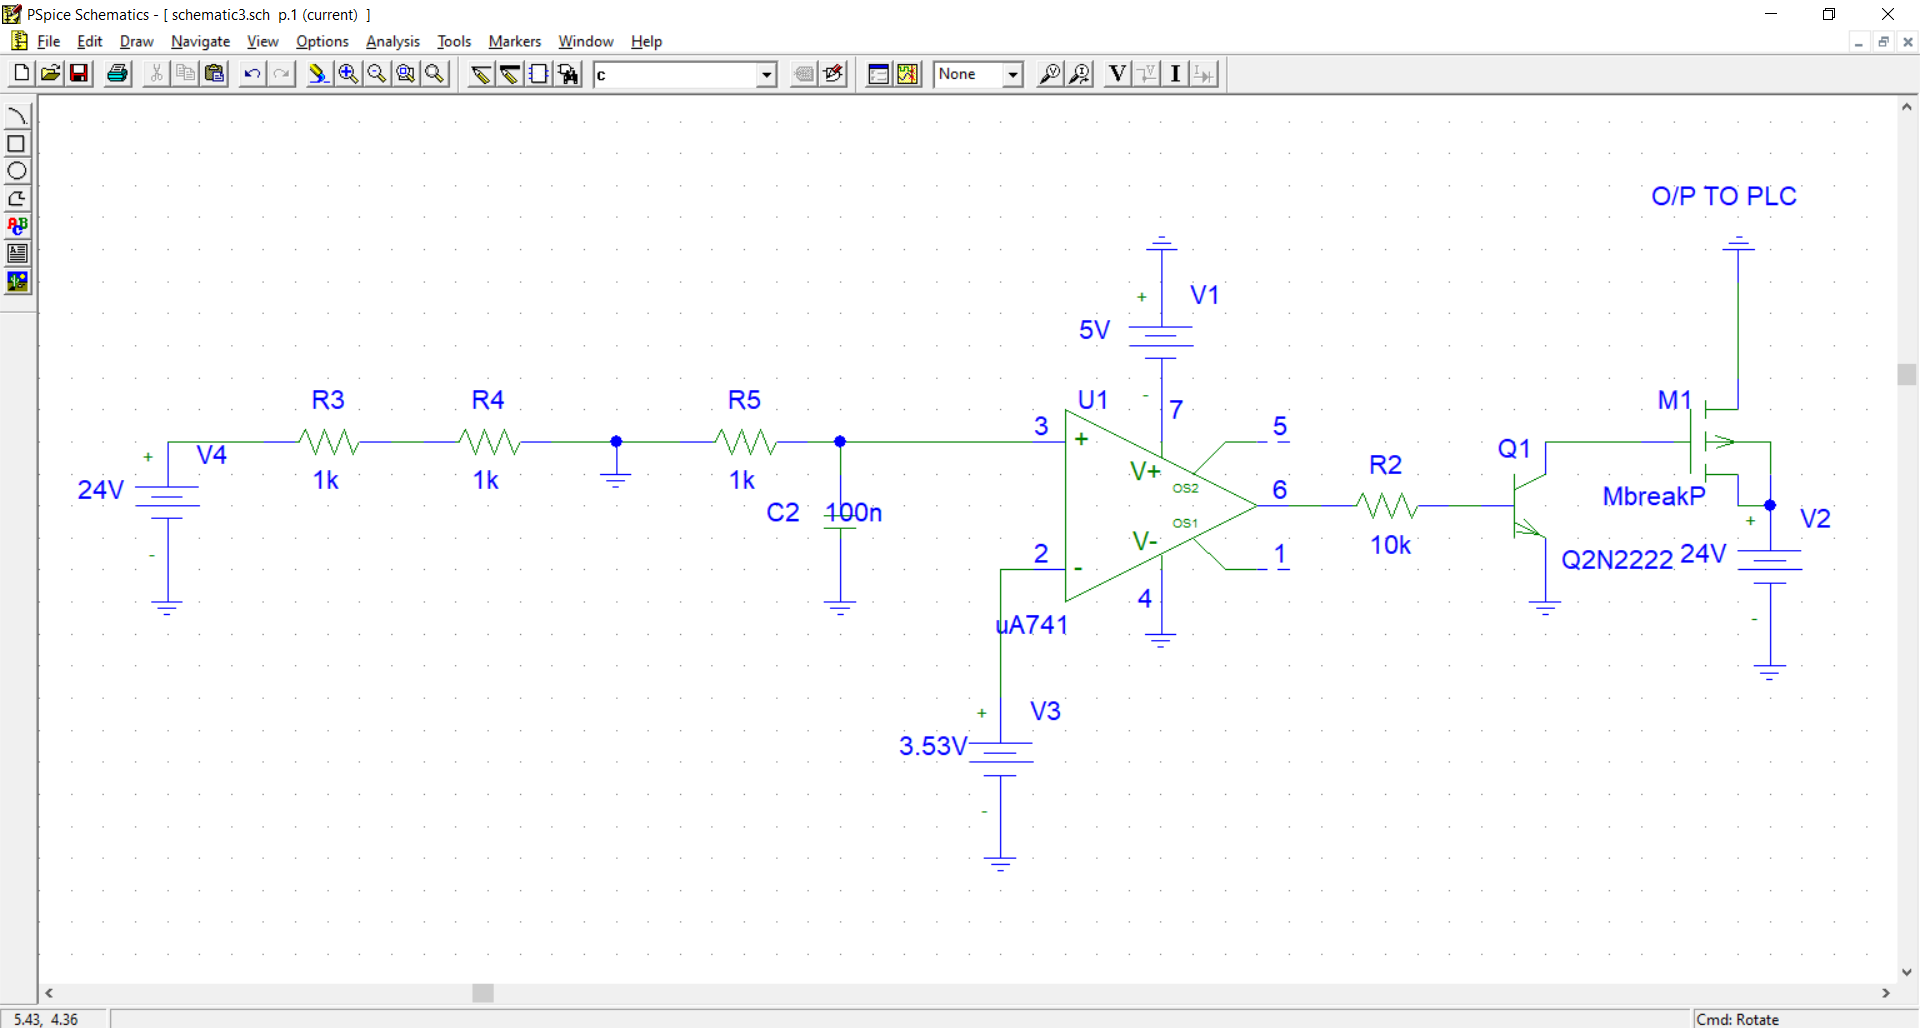 PSpice Schematics - [ schematic3.sch  p.1 (current)  ]
File Edit Draw Navigate View Options Analysis Tools Markers Window Help
c None V V I
ABC
O/P TO PLC
+ V1
5V
-
R3 R4 R5 U1 7 M1
3 + 5
+ V4 Q1
24V 1k 1k 1k V+ R2
OS2 6 MbreakP
C2 100n OS1 + V2
- 2 - V- 1 10k Q2N2222 24V
4
uA741 -
+ V3
3.53V
-
5.43,  4.36 Cmd: Rotate